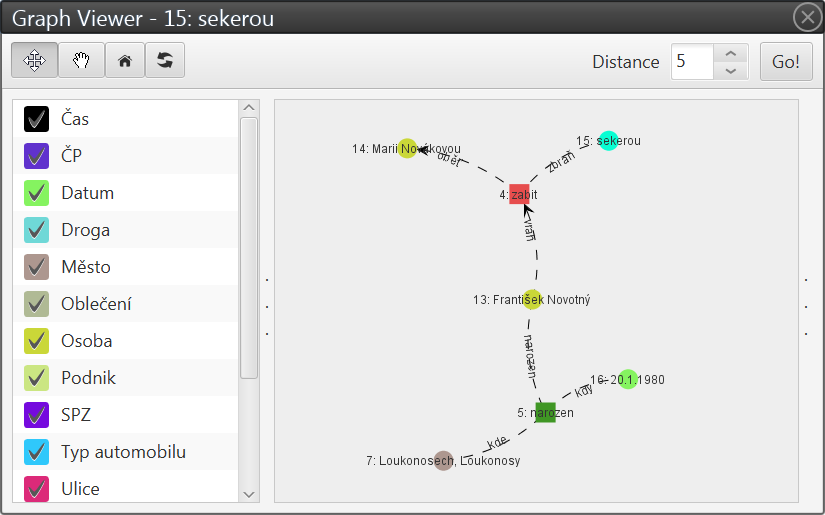 Graph Viewer - 15: sekerou
Distance 5 Go!
Čas
ČP
Datum
Droga
Město
Oblečení
Osoba
Podnik
SPZ
Typ automobilu
Ulice
15: sekerou
14: Marii Novákovou
oběť
zbraň
4: zabit
vrah
13: František Novotný
narozen
16: 20.1.1980
kdy
5: narozen
kde
7: Loukonosech, Loukonosy